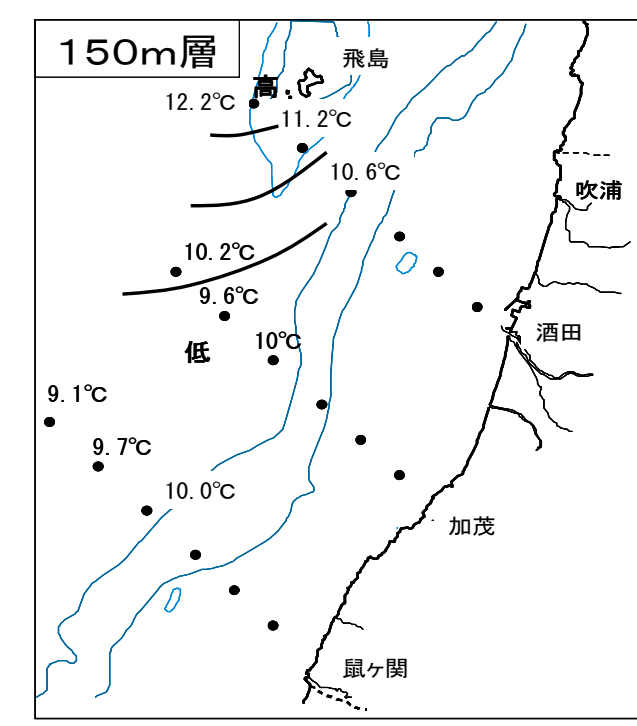 150m層
飛島
高
12.2℃
11.2℃
10.6℃
吹浦
10.2℃
9.6℃
酒田
低
10℃
9.1℃
9.7℃
10.0℃
加茂
鼠ヶ関